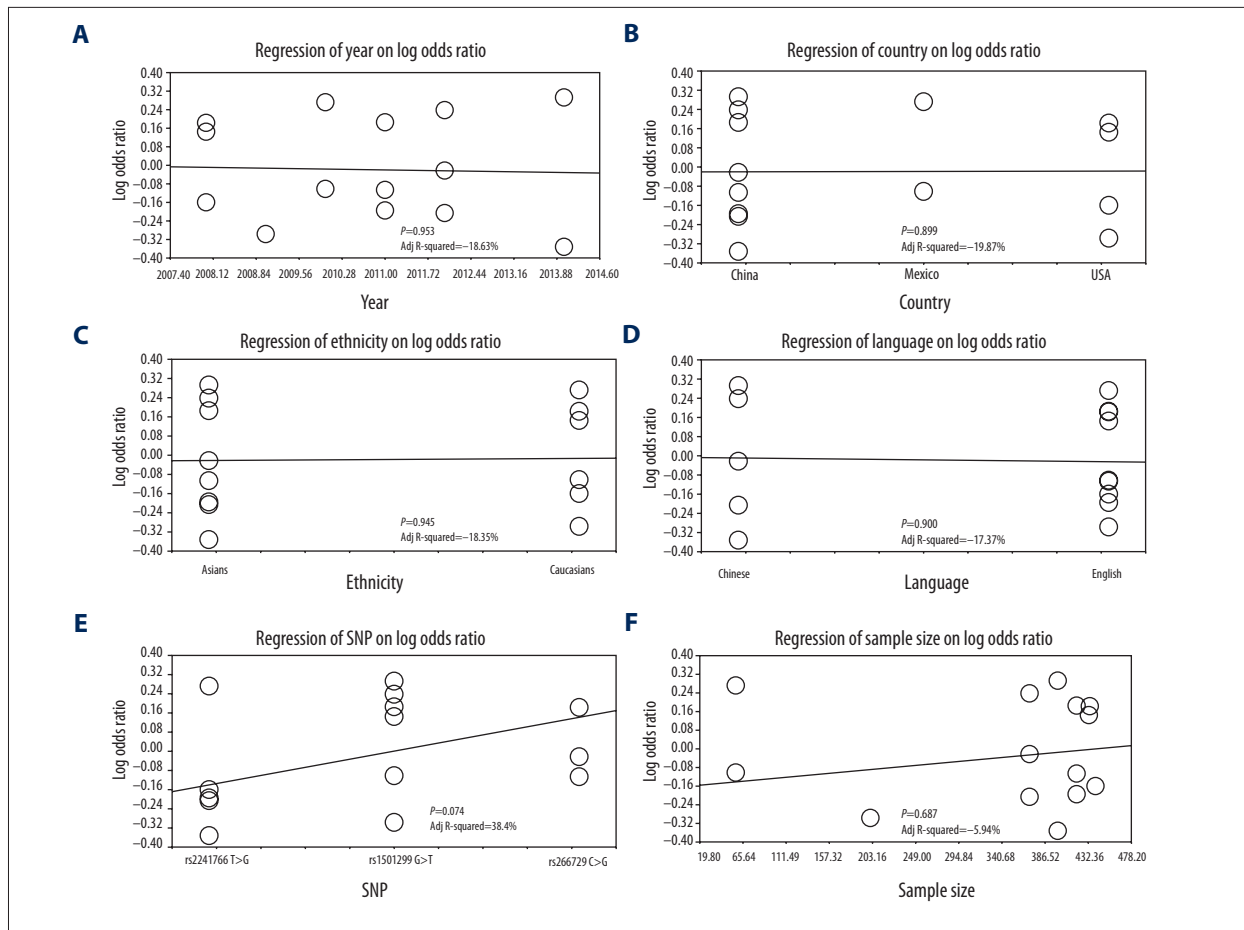 A
Regression of year on log odds ratio
Log odds ratio
0.40
0.32
0.24
0.16
0.08
0.00
−0.08
−0.16
−0.24
−0.32
−0.40
P=0.953
Adj R-squared=−18.63%
2007.40 2008.12 2008.84 2009.56 2010.28 2011.00 2011.72 2012.44 2013.16 2013.88 2014.60
Year
B
Regression of country on log odds ratio
Log odds ratio
0.40
0.32
0.24
0.16
0.08
0.00
−0.08
−0.16
−0.24
−0.32
−0.40
P=0.899
Adj R-squared=−19.87%
China Mexico USA
Country
C
Regression of ethnicity on log odds ratio
Log odds ratio
0.40
0.32
0.24
0.16
0.08
0.00
−0.08
−0.16
−0.24
−0.32
−0.40
P=0.945
Adj R-squared=−18.35%
Asians Caucasians
Ethnicity
D
Regression of language on log odds ratio
Log odds ratio
0.40
0.32
0.24
0.16
0.08
0.00
−0.08
−0.16
−0.24
−0.32
−0.40
P=0.900
Adj R-squared=−17.37%
Chinese English
Language
E
Regression of SNP on log odds ratio
Log odds ratio
0.40
0.32
0.24
0.16
0.08
0.00
−0.08
−0.16
−0.24
−0.32
−0.40
P=0.074
Adj R-squared=38.4%
rs2241766 T>G rs1501299 G>T rs266729 C>G
SNP
F
Regression of sample size on log odds ratio
Log odds ratio
0.40
0.32
0.24
0.16
0.08
0.00
−0.08
−0.16
−0.24
−0.32
−0.40
P=0.687
Adj R-squared=−5.94%
19.80 65.64 111.49 157.32 203.16 249.00 294.84 340.68 386.52 432.36 478.20
Sample size